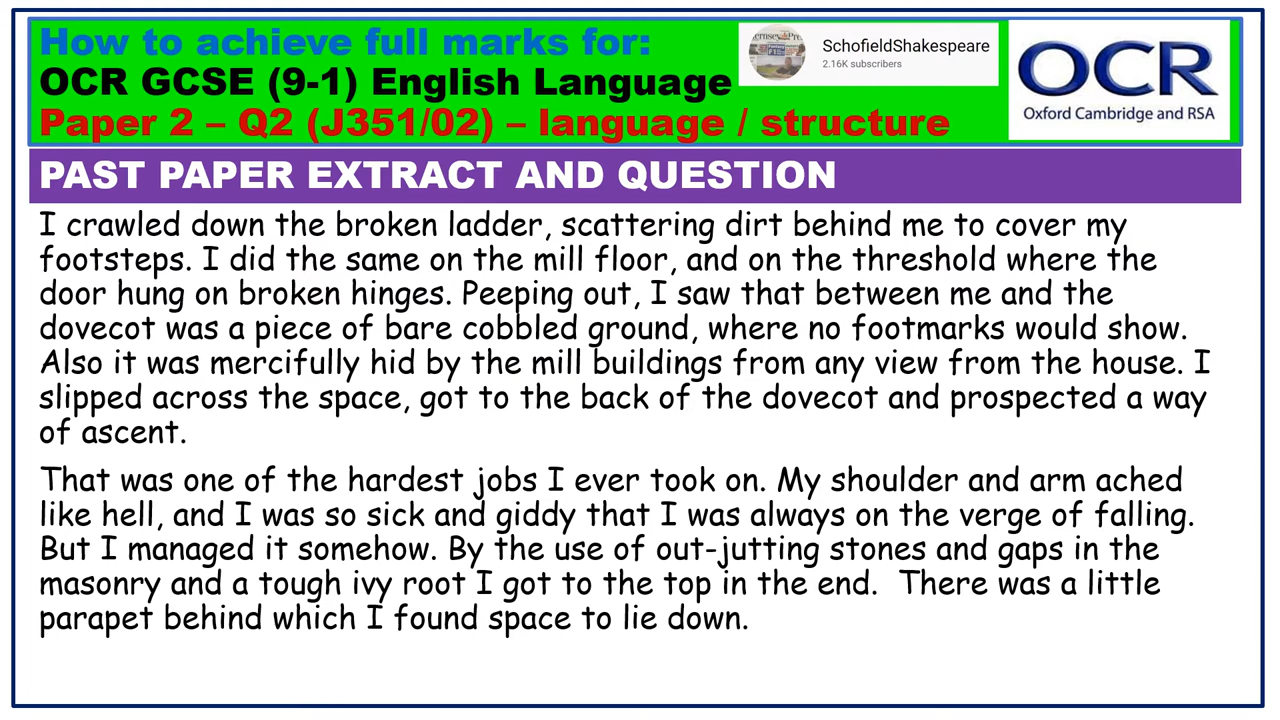 How to achieve full marks for:
OCR GCSE (9-1) English Language
Paper 2 – Q2 (J351/02) – language / structure
SchofieldShakespeare
2.16K subscribers
OCR
Oxford Cambridge and RSA
PAST PAPER EXTRACT AND QUESTION
I crawled down the broken ladder, scattering dirt behind me to cover my
footsteps. I did the same on the mill floor, and on the threshold where the
door hung on broken hinges. Peeping out, I saw that between me and the
dovecot was a piece of bare cobbled ground, where no footmarks would show.
Also it was mercifully hid by the mill buildings from any view from the house. I
slipped across the space, got to the back of the dovecot and prospected a way
of ascent.
That was one of the hardest jobs I ever took on. My shoulder and arm ached
like hell, and I was so sick and giddy that I was always on the verge of falling.
But I managed it somehow. By the use of out-jutting stones and gaps in the
masonry and a tough ivy root I got to the top in the end.  There was a little
parapet behind which I found space to lie down.